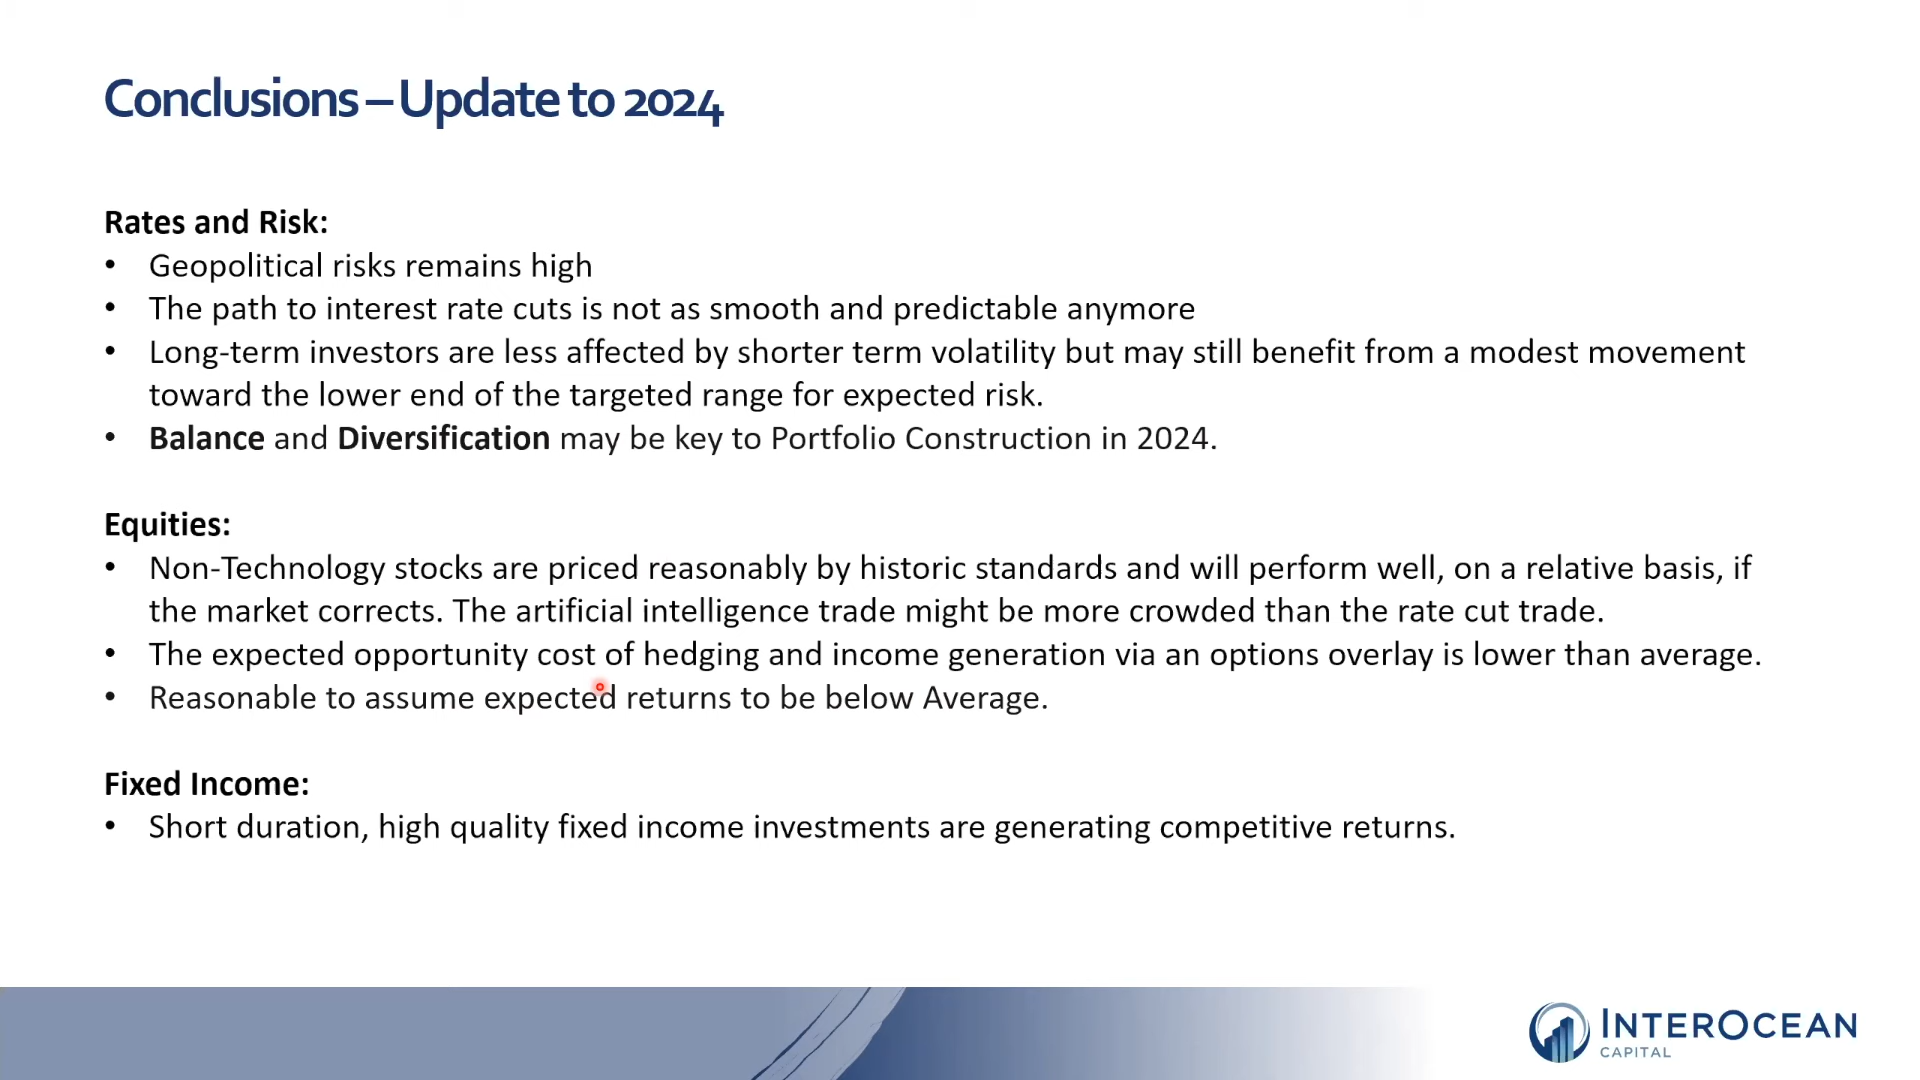 Conclusions – Update to 2024
Rates and Risk:
• Geopolitical risks remains high
• The path to interest rate cuts is not as smooth and predictable anymore
• Long-term investors are less affected by shorter term volatility but may still benefit from a modest movement
toward the lower end of the targeted range for expected risk.
• Balance and Diversification may be key to Portfolio Construction in 2024.
Equities:
• Non-Technology stocks are priced reasonably by historic standards and will perform well, on a relative basis, if
the market corrects. The artificial intelligence trade might be more crowded than the rate cut trade.
• The expected opportunity cost of hedging and income generation via an options overlay is lower than average.
• Reasonable to assume expected returns to be below Average.
Fixed Income:
• Short duration, high quality fixed income investments are generating competitive returns.
INTEROCEAN
CAPITAL